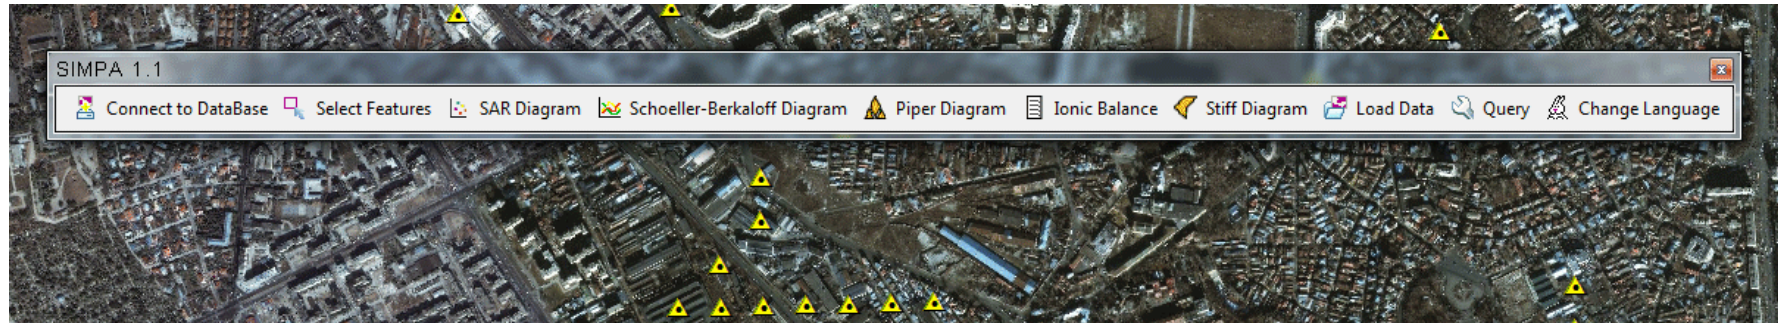 SIMPA 1.1
Connect to DataBase Select Features SAR Diagram Schoeller-Berkaloff Diagram Piper Diagram Ionic Balance Stiff Diagram Load Data Query Change Language